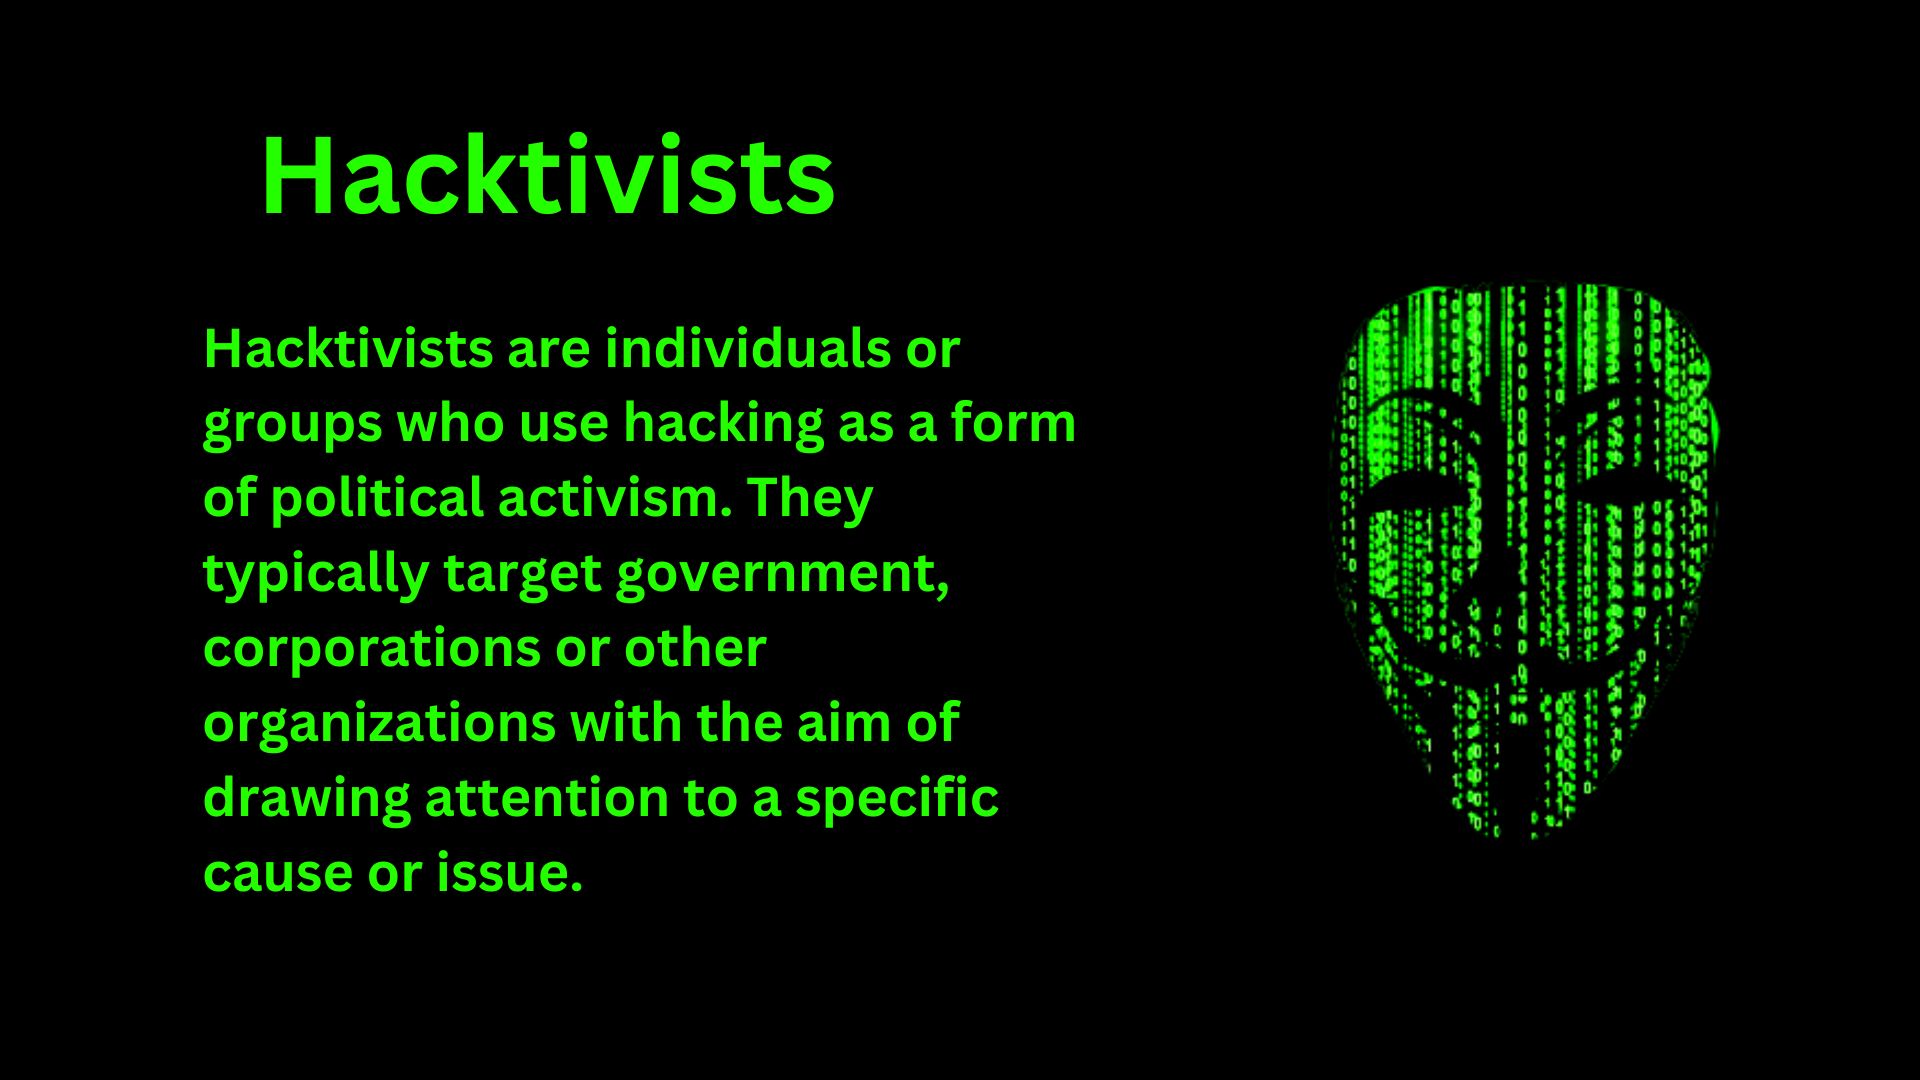 Hacktivists
Hacktivists are individuals or
groups who use hacking as a form
of political activism. They
typically target government,
corporations or other
organizations with the aim of
drawing attention to a specific
cause or issue.